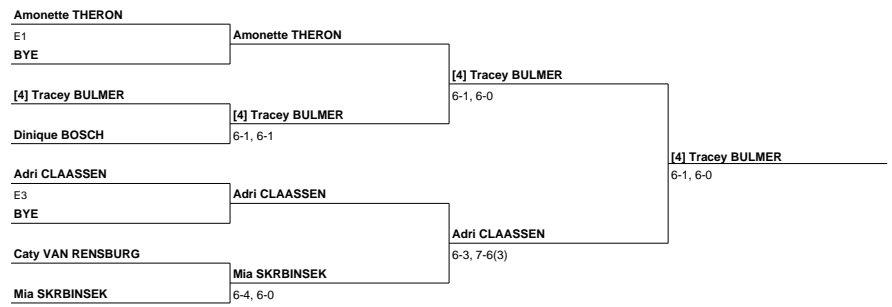 Amonette THERON
E1
BYE
Amonette THERON
[4] Tracey BULMER
Dinique BOSCH
[4] Tracey BULMER
6-1, 6-1
[4] Tracey BULMER
6-1, 6-0
Adri CLAASSEN
E3
BYE
Adri CLAASSEN
Caty VAN RENSBURG
Mia SKRBINSEK
Mia SKRBINSEK
6-4, 6-0
Adri CLAASSEN
6-3, 7-6(3)
[4] Tracey BULMER
6-1, 6-0